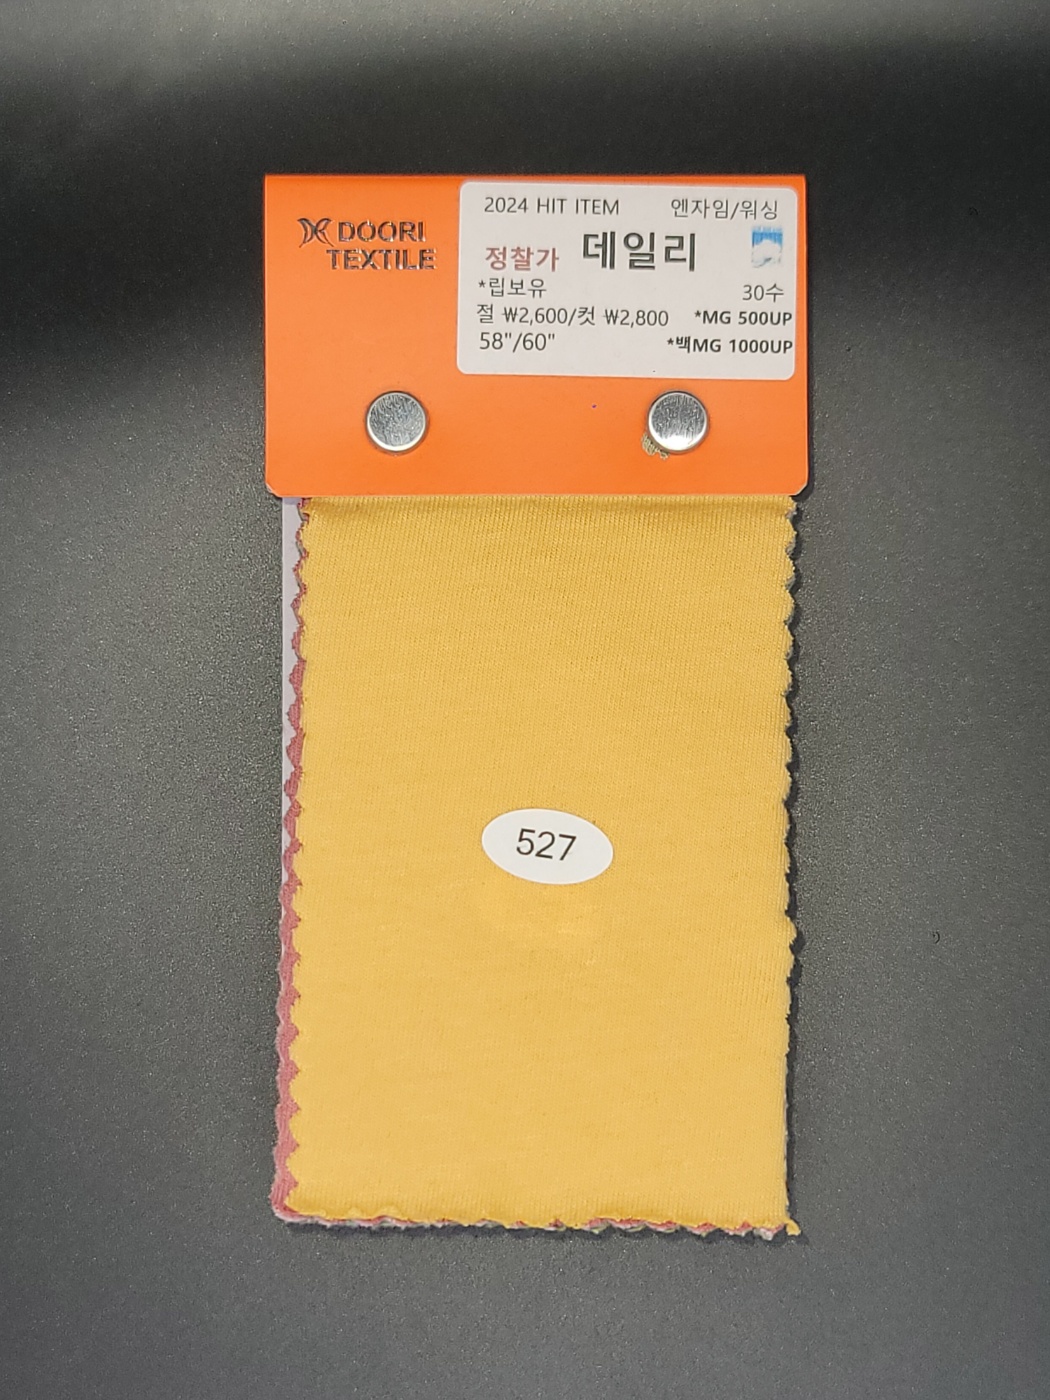 DOORI
TEXTILE
2024 HIT ITEM 엔자임/워싱
정찰가 데일리
*립보유 30수
절 ₩2,600/컷 ₩2,800 *MG 500UP
58"/60" *백MG 1000UP
527